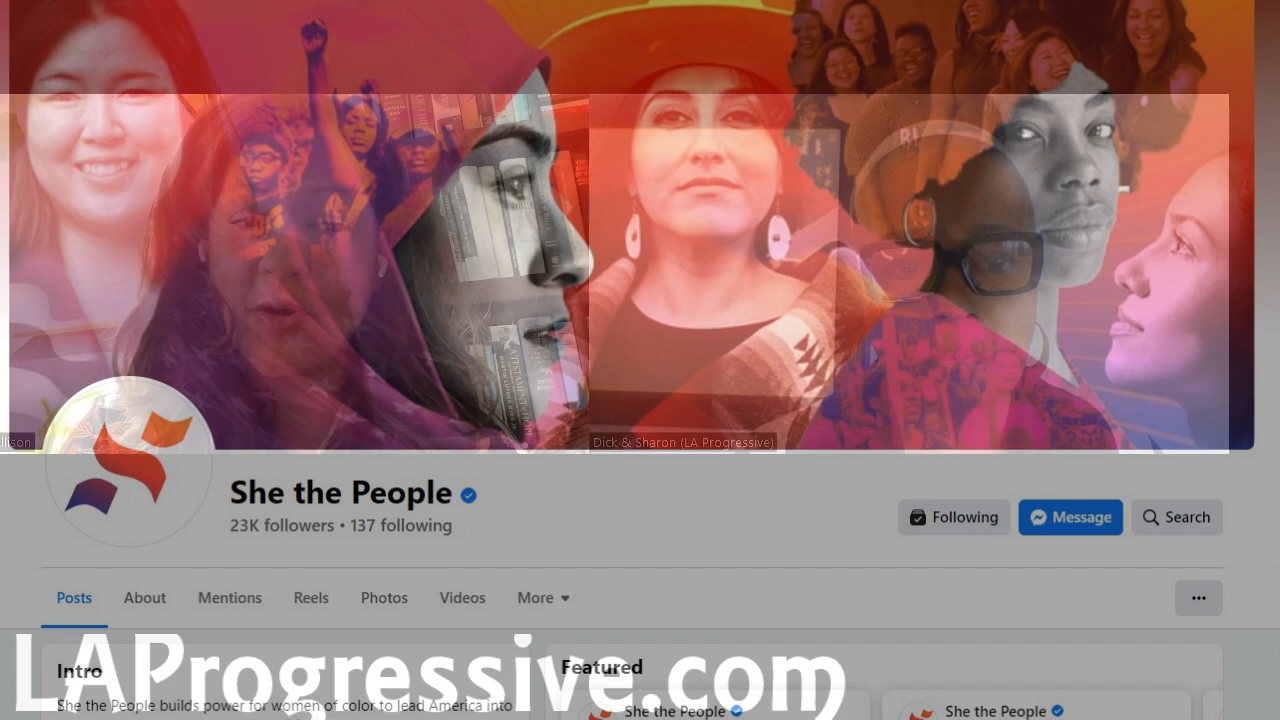 llison
Dick & Sharon (LA Progressive)
She the People
23K followers • 137 following
Following
Message
Search
Posts
About
Mentions
Reels
Photos
Videos
More
LAProgressive.com
Intro
She the People builds power for women of color to lead America into
Featured
She the People
She the People